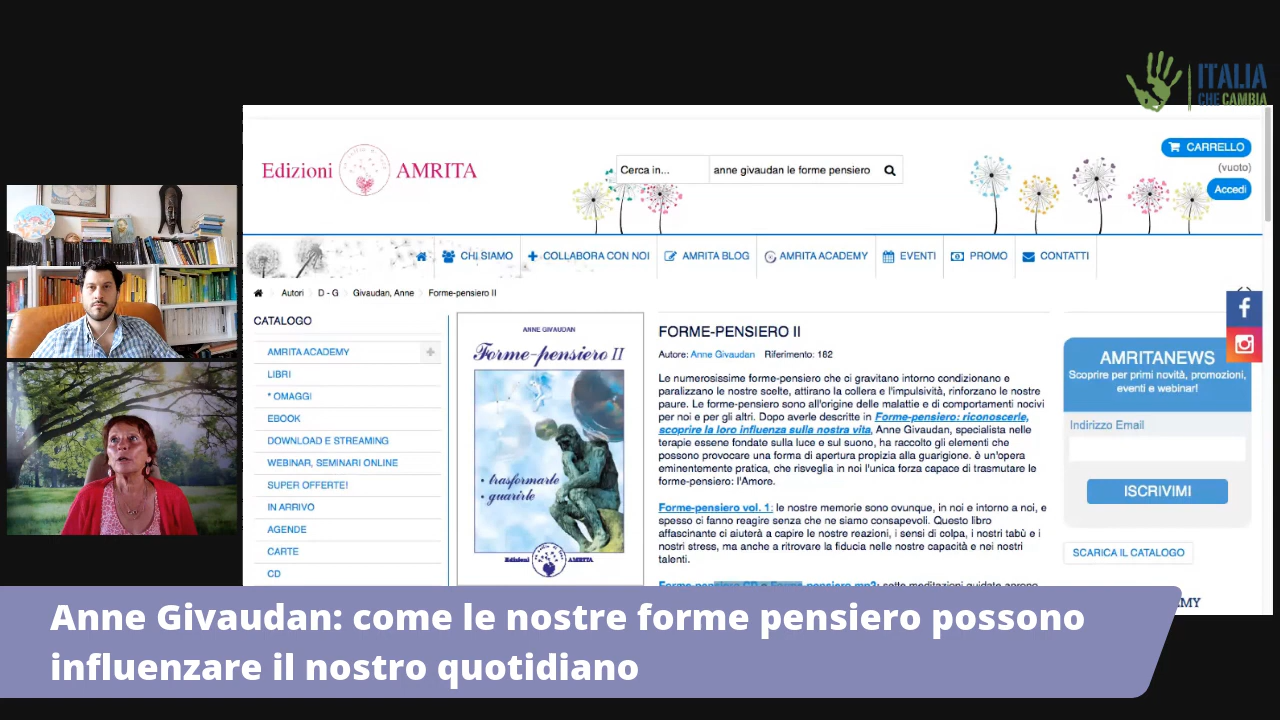 ITALIA
CHE CAMBIA
Edizioni AMRITA
Cerca in...
anne givaudan le forme pensiero
CARRELLO
(vuoto)
Accedi
CHI SIAMO
COLLABORA CON NOI
AMRITA BLOG
AMRITA ACADEMY
EVENTI
PROMO
CONTATTI
Autori
D - G
Givaudan, Anne
Forme-pensiero II
CATALOGO
AMRITA ACADEMY
LIBRI
* OMAGGI
EBOOK
DOWNLOAD E STREAMING
WEBINAR, SEMINARI ONLINE
SUPER OFFERTE!
IN ARRIVO
AGENDE
CARTE
CD
ANNE GIVAUDAN
Forme-pensiero II
• trasformarle
• guarirle
Edizioni AMRITA
FORME-PENSIERO II
Autore: Anne Givaudan Riferimento: 182
Le numerosissime forme-pensiero che ci gravitano intorno condizionano e
paralizzano le nostre scelte, attirano la collera e l'impulsività, rinforzano le nostre
paure. Le forme-pensiero sono all'origine delle malattie e di comportamenti nocivi
per noi e per gli altri. Dopo averle descritte in Forme-pensiero: riconoscerle,
scoprire la loro influenza sulla nostra vita, Anne Givaudan, specialista nelle
terapie essene fondate sulla luce e sul suono, ha raccolto gli elementi che
possono provocare una forma di apertura propizia alla guarigione. è un'opera
eminentemente pratica, che risveglia in noi l'unica forza capace di trasmutare le
forme-pensiero: l'Amore.
Forme-pensiero vol. 1: le nostre memorie sono ovunque, in noi e intorno a noi, e
spesso ci fanno reagire senza che ne siamo consapevoli. Questo libro
affascinante ci aiuterà a capire le nostre reazioni, i sensi di colpa, i nostri tabù e i
nostri stress, ma anche a ritrovare la fiducia nelle nostre capacità e nei nostri
talenti.
Forme-pensiero CD e Forme-pensiero mp3: sette meditazioni guidate aprono
AMRITANEWS
Scoprire per primi novità, promozioni,
eventi e webinar!
Indirizzo Email
ISCRIVIMI
SCARICA IL CATALOGO
Anne Givaudan: come le nostre forme pensiero possono
influenzare il nostro quotidiano